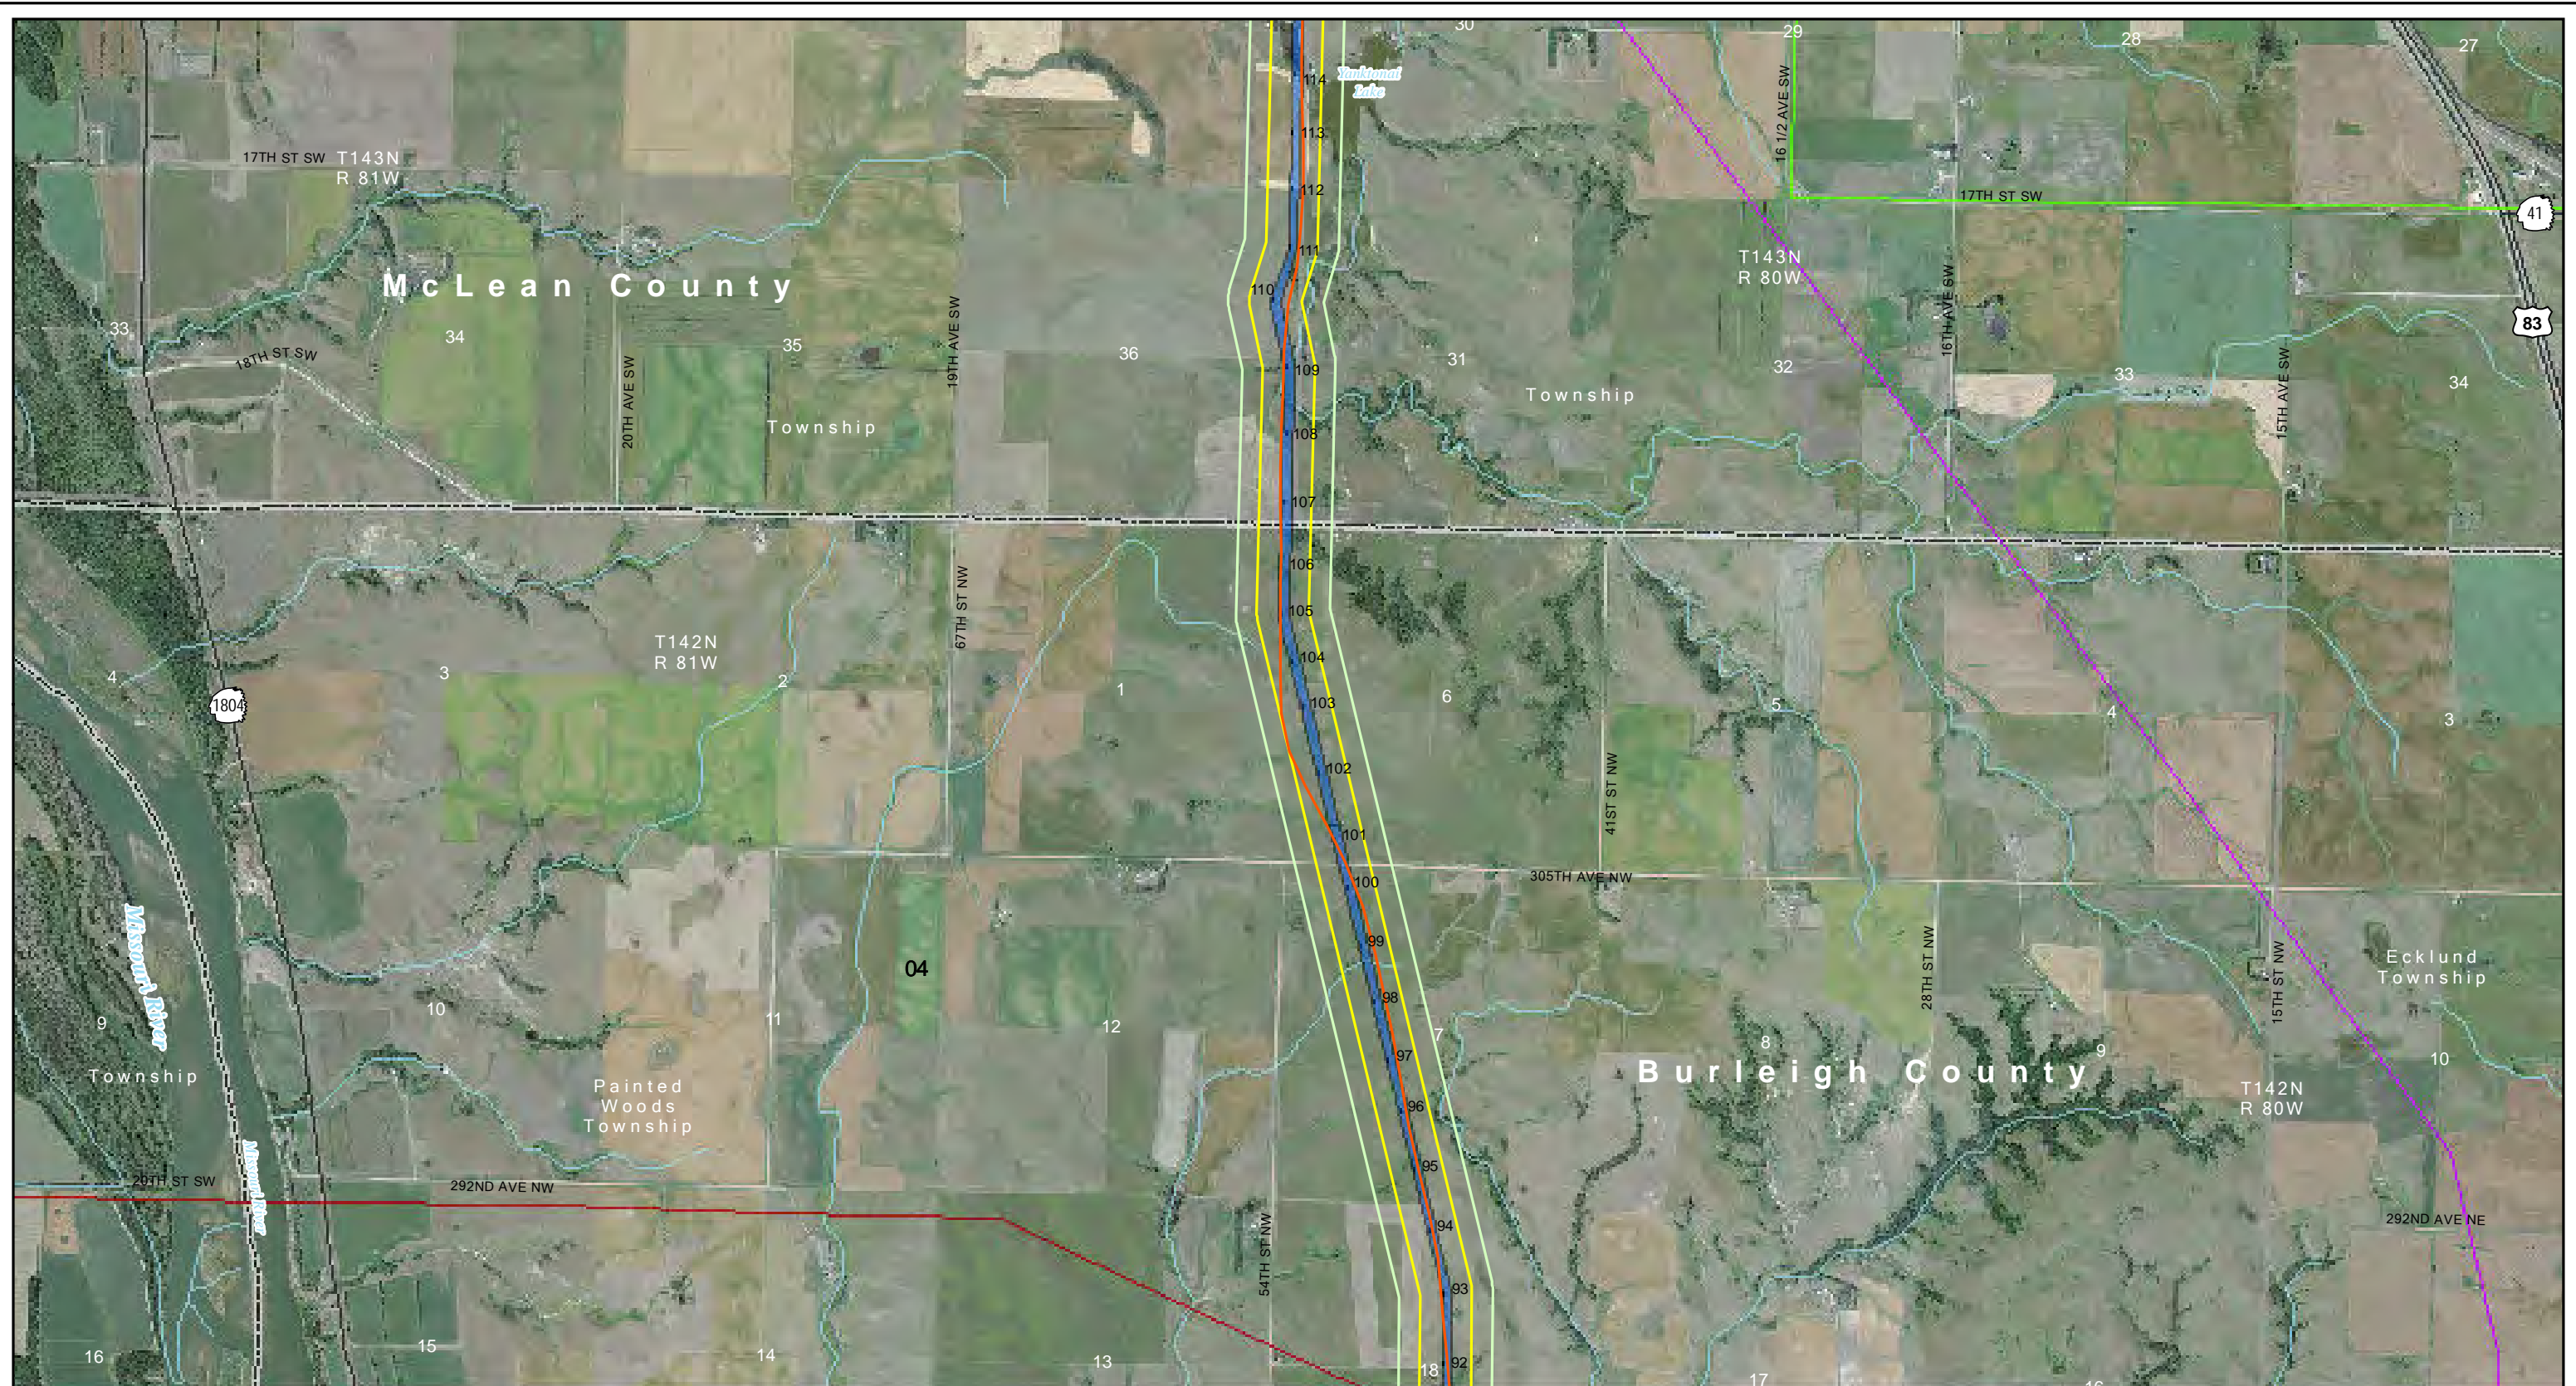 30
29
28
27
Yanktonai
Lake
114
113
112
111
110
109
108
107
106
105
104
103
102
101
100
99
98
97
96
95
94
93
92
16 1/2 AVE SW
17TH ST SW
T143N
R 81W
17TH ST SW
41
T143N
R 80W
McLean County
83
33
34
35
36
31
32
33
34
18TH ST SW
20TH AVE SW
19TH AVE SW
16TH AVE SW
15TH AVE SW
Township
Township
67TH ST NW
T142N
R 81W
4
3
2
1
6
5
4
3
1804
41ST ST NW
305TH AVE NW
Missouri River
04
28TH ST NW
15TH ST NW
Ecklund
Township
9
10
11
12
7
8
9
10
Burleigh County
Township
Painted
Woods
Township
T142N
R 80W
29TH ST SW
292ND AVE NW
Missouri River
54TH ST NW
292ND AVE NE
16
15
14
13
18
17
16